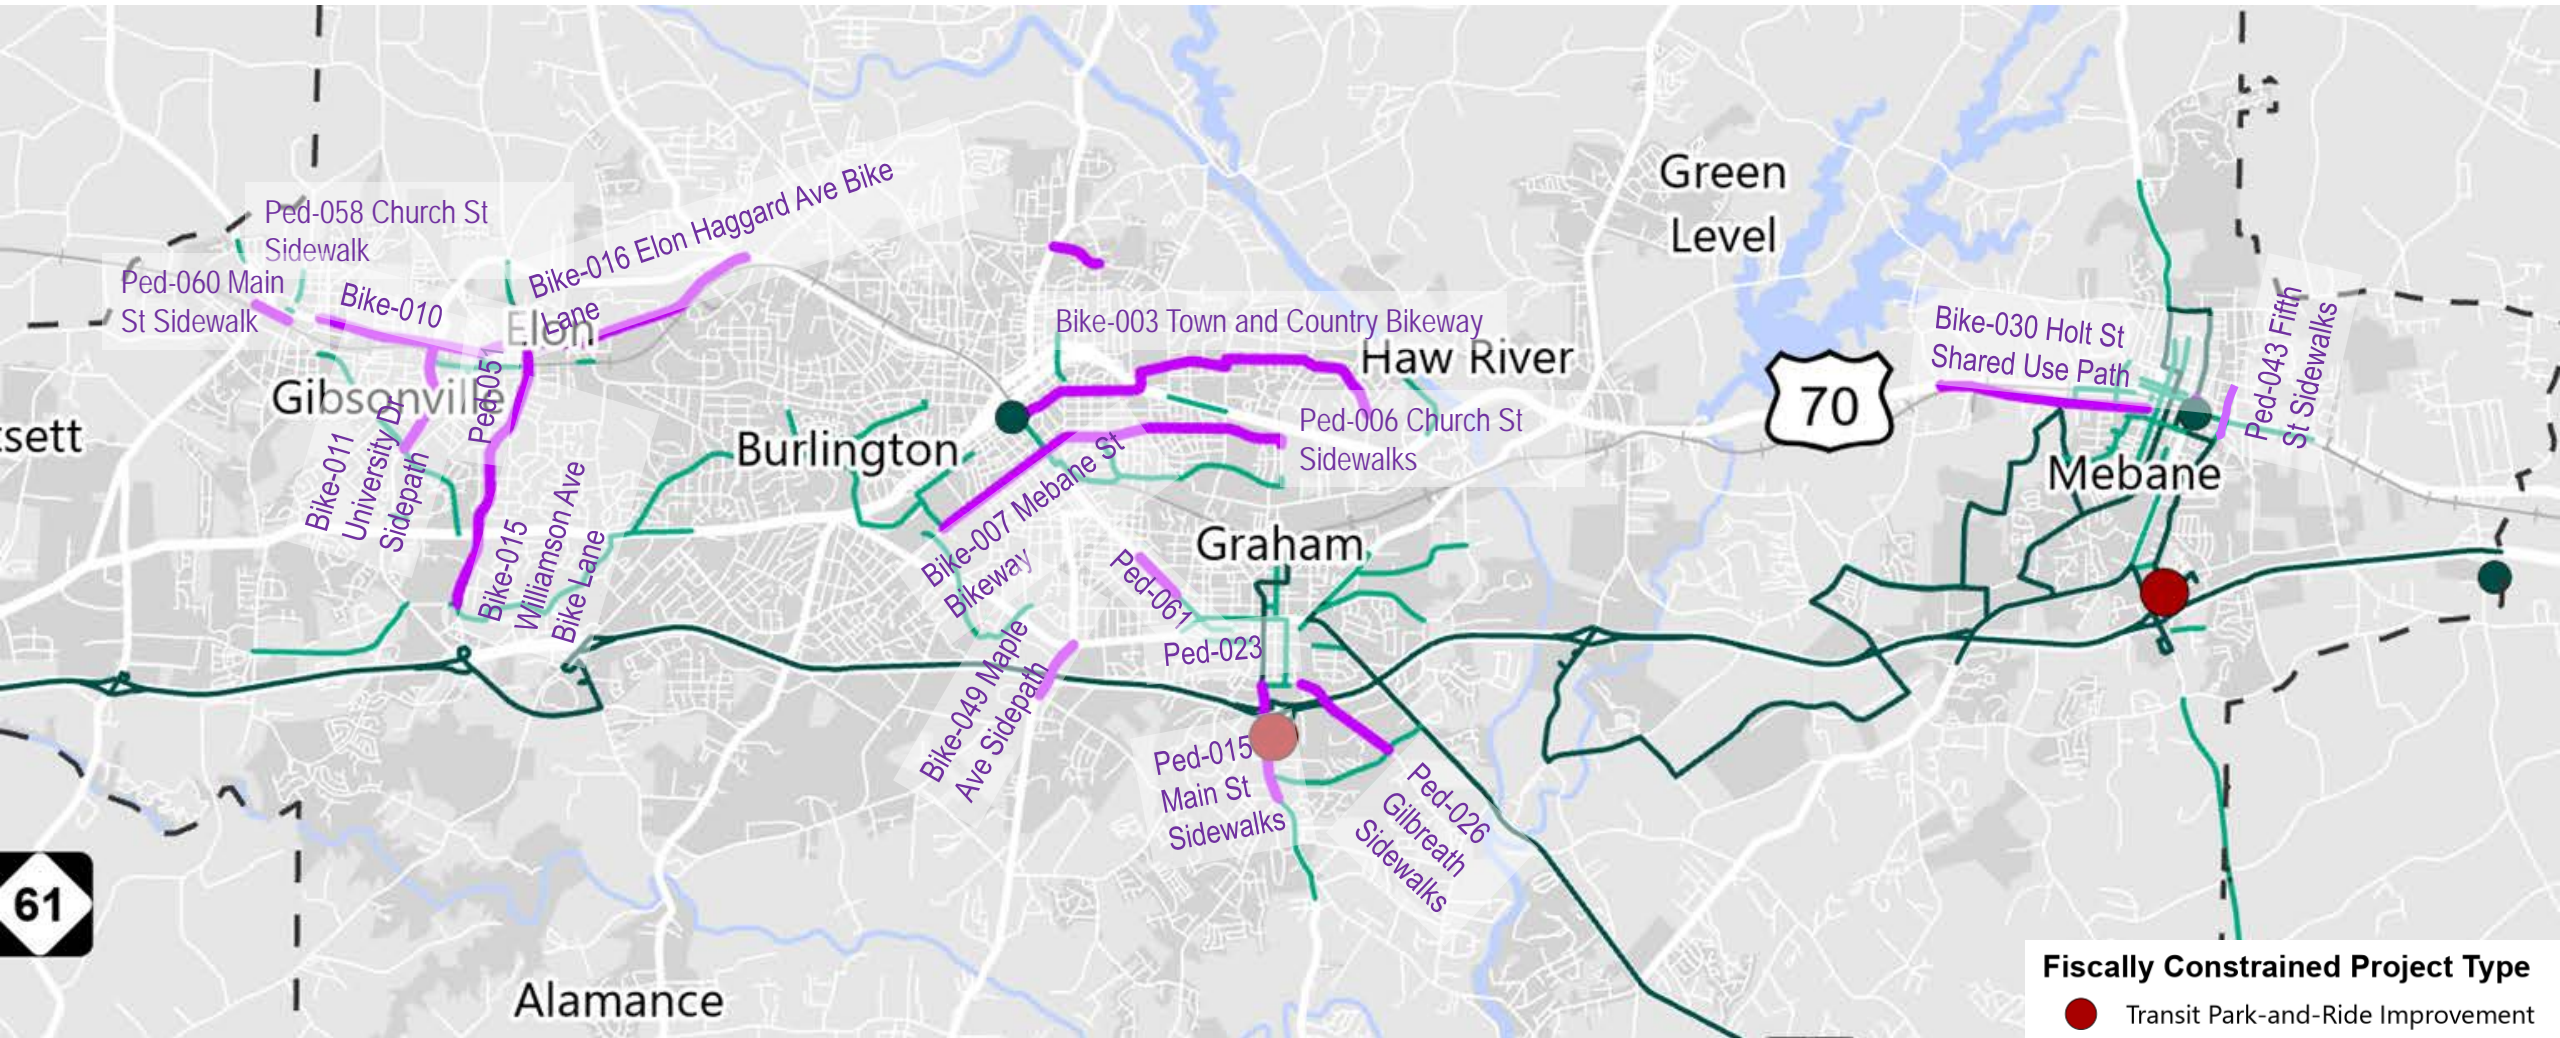 Green
Level
Ped-058 Church St
Sidewalk
Bike-016 Elon Haggard Ave Bike
Lane
Ped-060 Main
St Sidewalk
Bike-010
Elon
Bike-003 Town and Country Bikeway
Haw River
Bike-030 Holt St
Shared Use Path
Ped-043 Fifth
St Sidewalks
70
Gibsonville
Ped-051
tsett
Burlington
Ped-006 Church St
Sidewalks
Mebane
Bike-011
University Dr
Sidepath
Bike-015
Williamson Ave
Bike Lane
Bike-007 Mebane St
Bikeway
Graham
Ped-061
Ped-023
Bike-049 Maple
Ave Sidepath
Ped-015
Main St
Sidewalks
Ped-026
Gilbreath
Sidewalks
61
Alamance
Fiscally Constrained Project Type
Transit Park-and-Ride Improvement